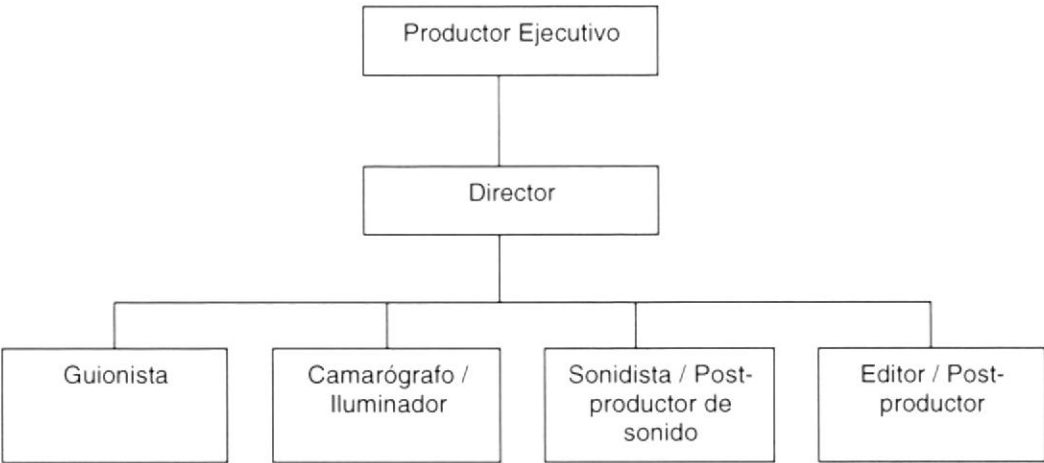 Productor Ejecutivo
Director
Guionista
Camarógrafo /
Iluminador
Sonidista / Post-
productor de
sonido
Editor / Post-
productor